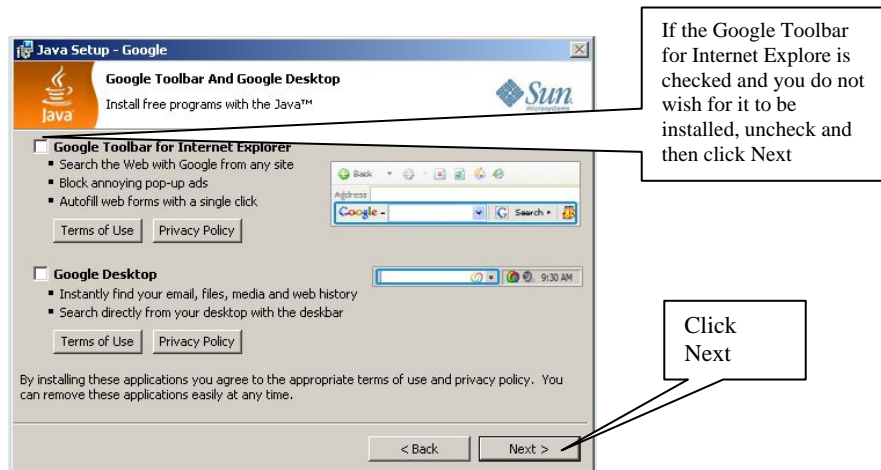 Java Setup - Google
Google Toolbar And Google Desktop
Install free programs with the Java™
Java
Sun
microsystems
If the Google Toolbar
for Internet Explore is
checked and you do not
wish for it to be
installed, uncheck and
then click Next
Google Toolbar for Internet Explorer
▪ Search the Web with Google from any site
▪ Block annoying pop-up ads
▪ Autofill web forms with a single click
Terms of Use
Privacy Policy
Back
Address
Google
Search
Google Desktop
▪ Instantly find your email, files, media and web history
▪ Search directly from your desktop with the deskbar
Terms of Use
Privacy Policy
9:30 AM
Click
Next
By installing these applications you agree to the appropriate terms of use and privacy policy. You
can remove these applications easily at any time.
< Back
Next >